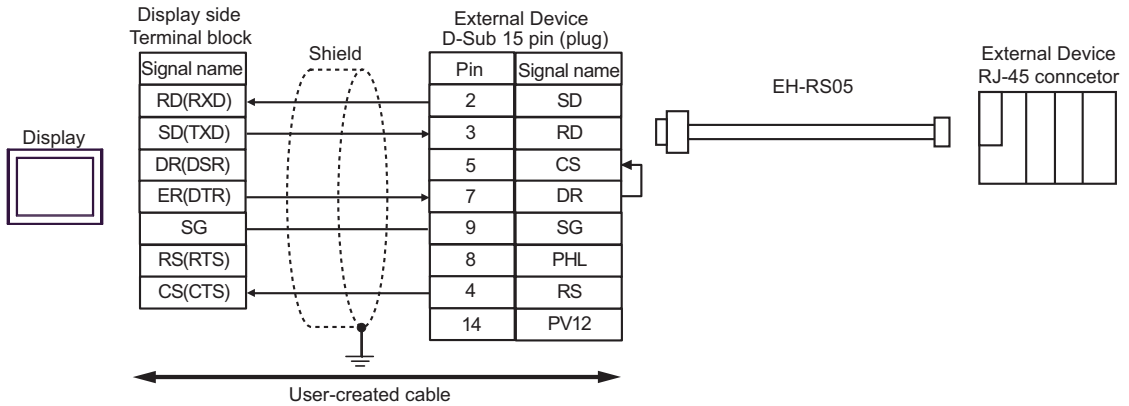 Display side
Terminal block
Shield
External Device
D-Sub 15 pin (plug)
Signal name
Pin
Signal name
RD(RXD)
2
SD
SD(TXD)
3
RD
DR(DSR)
5
CS
ER(DTR)
7
DR
SG
9
SG
RS(RTS)
8
PHL
CS(CTS)
4
RS
14
PV12
Display
EH-RS05
External Device
RJ-45 conncetor
User-created cable